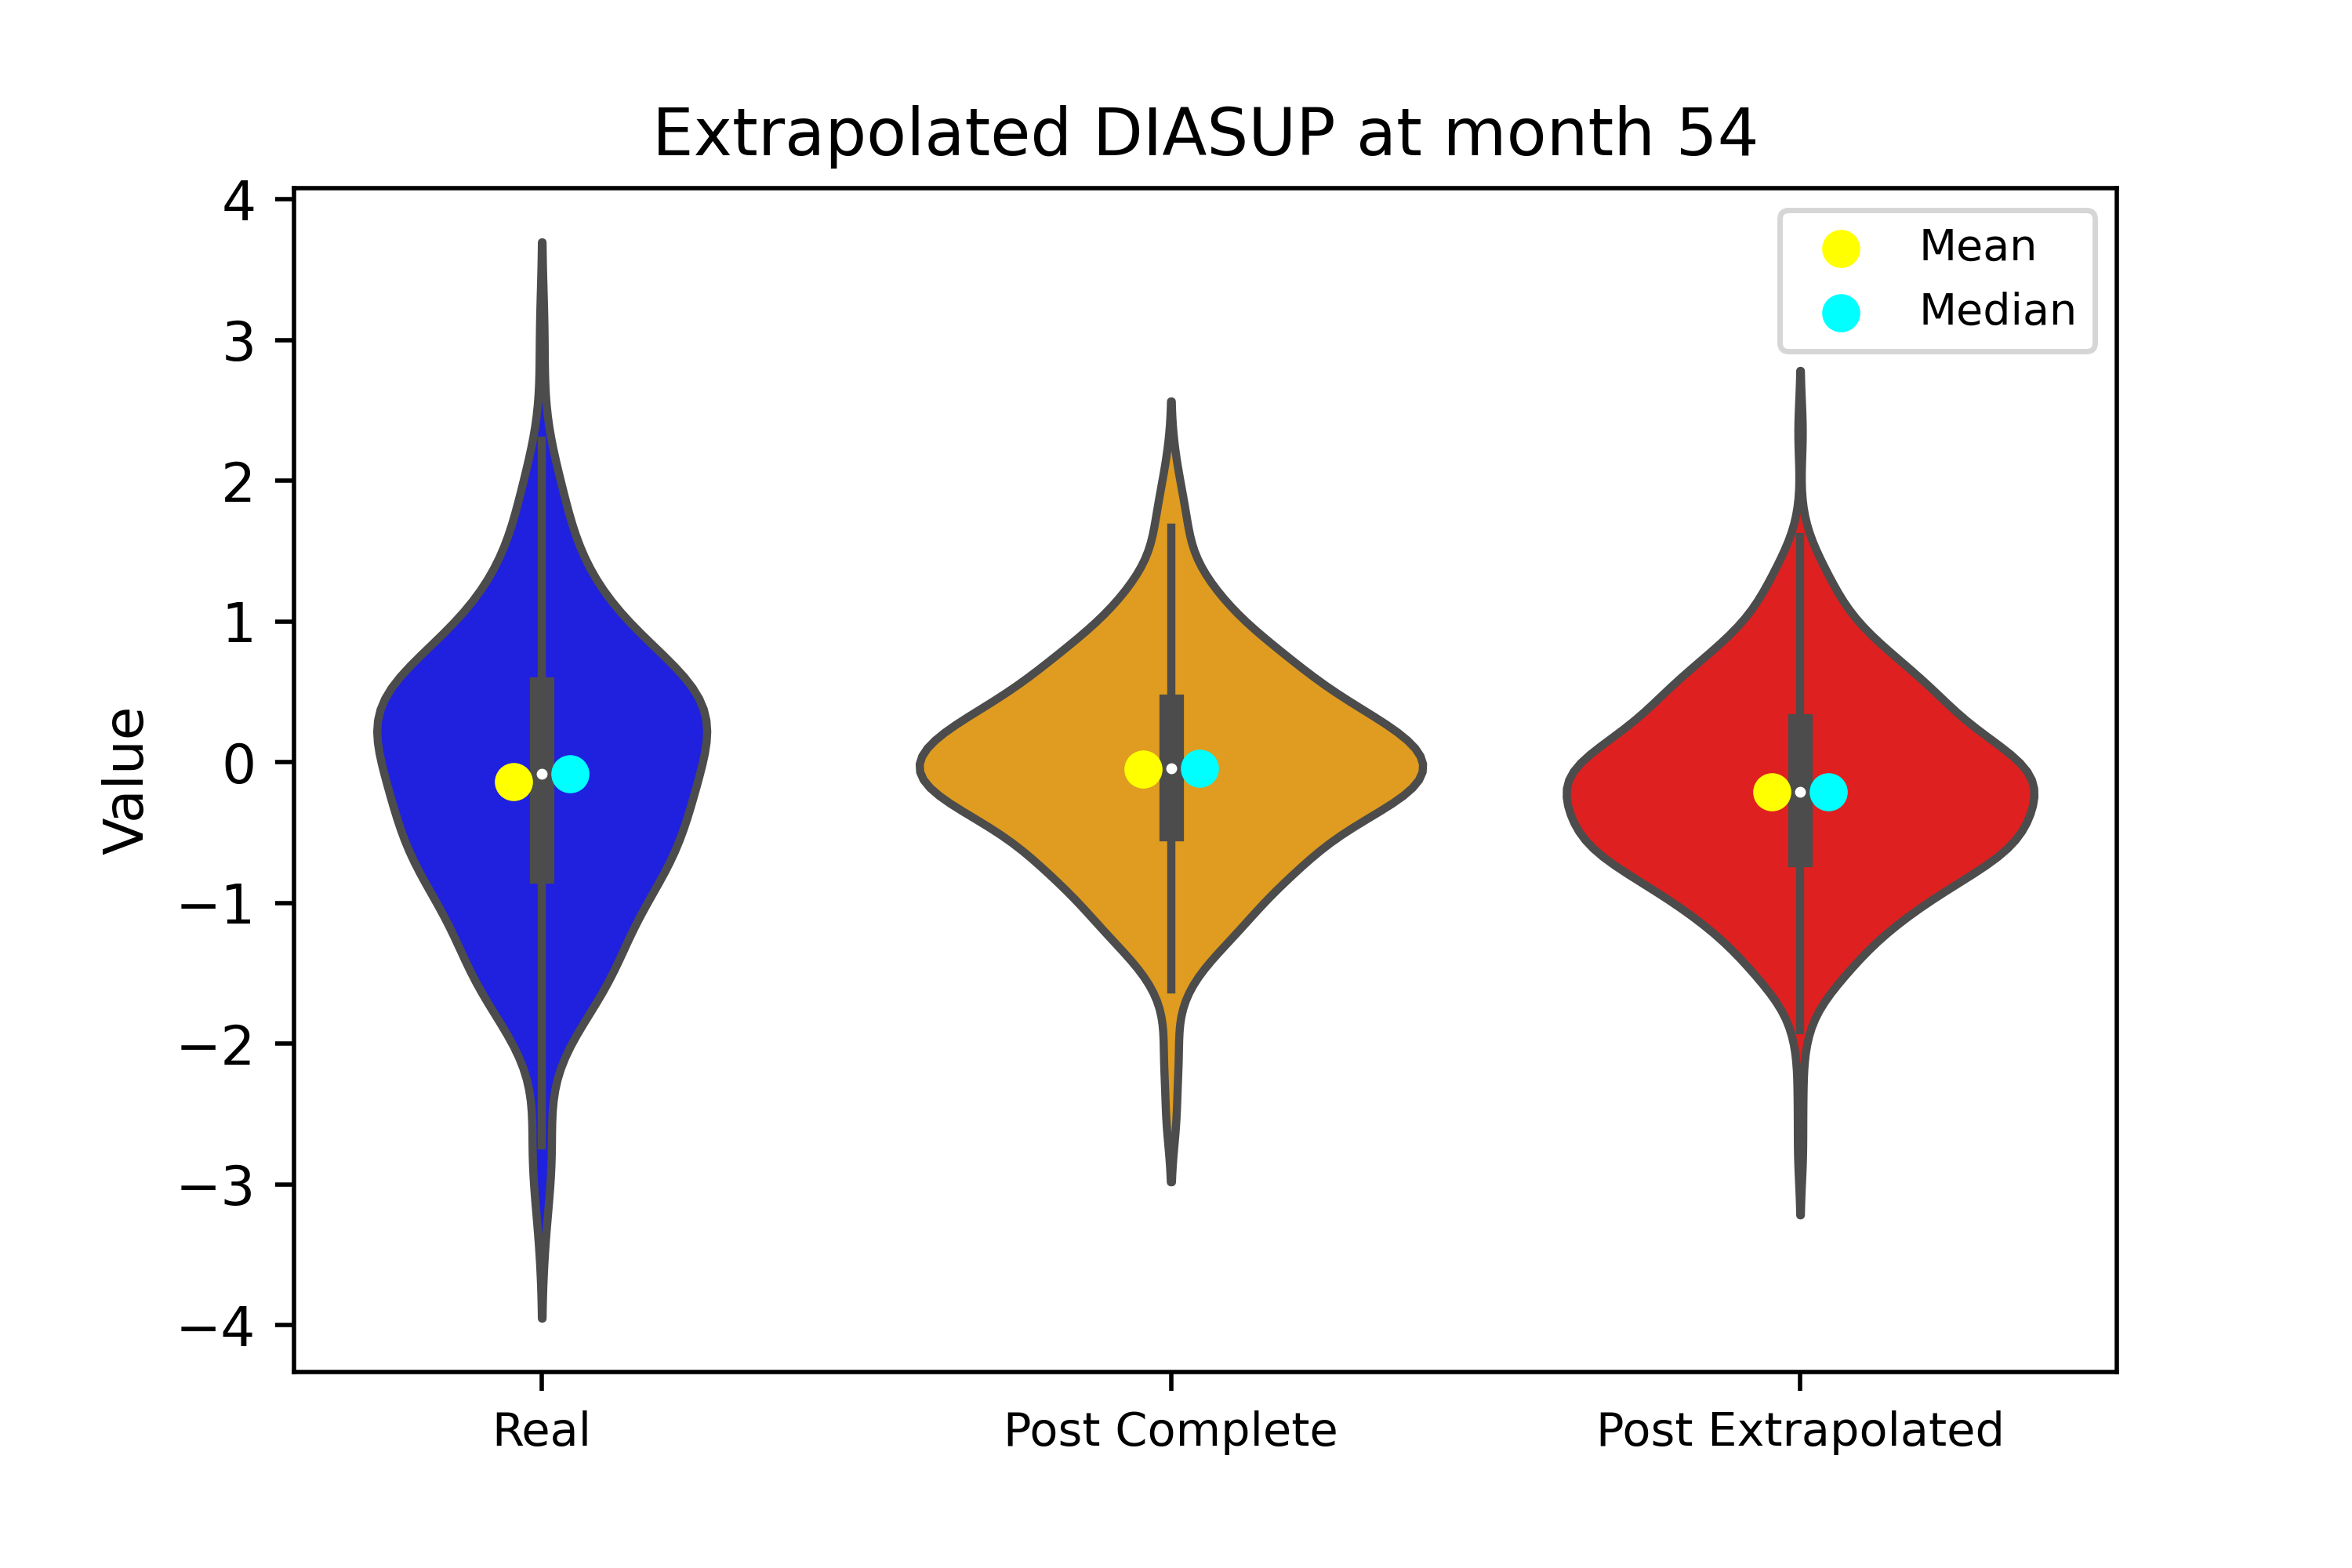 Extrapolated DIASUP at month 54
4
3
2
1
0
−1
−2
−3
−4
Value
Mean
Median
Real
Post Complete
Post Extrapolated